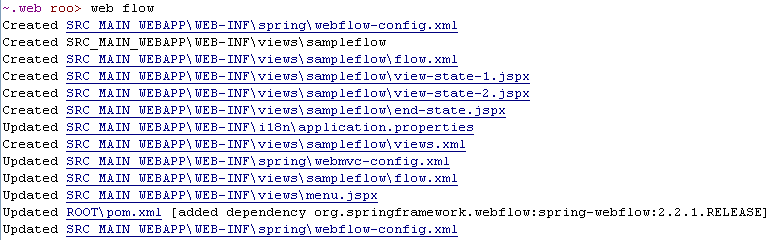 ~.web roo> web flow
Created SRC_MAIN_WEBAPP\WEB-INF\spring\webflow-config.xml
Created SRC_MAIN_WEBAPP\WEB-INF\views\sampleflow
Created SRC_MAIN_WEBAPP\WEB-INF\views\sampleflow\flow.xml
Created SRC_MAIN_WEBAPP\WEB-INF\views\sampleflow\view-state-1.jspx
Created SRC_MAIN_WEBAPP\WEB-INF\views\sampleflow\view-state-2.jspx
Created SRC_MAIN_WEBAPP\WEB-INF\views\sampleflow\end-state.jspx
Updated SRC_MAIN_WEBAPP\WEB-INF\i18n\application.properties
Created SRC_MAIN_WEBAPP\WEB-INF\views\sampleflow\views.xml
Updated SRC_MAIN_WEBAPP\WEB-INF\spring\webmvc-config.xml
Updated SRC_MAIN_WEBAPP\WEB-INF\views\sampleflow\flow.xml
Updated SRC_MAIN_WEBAPP\WEB-INF\views\menu.jspx
Updated ROOT\pom.xml [added dependency org.springframework.webflow:spring-webflow:2.2.1.RELEASE]
Updated SRC_MAIN_WEBAPP\WEB-INF\spring\webflow-config.xml